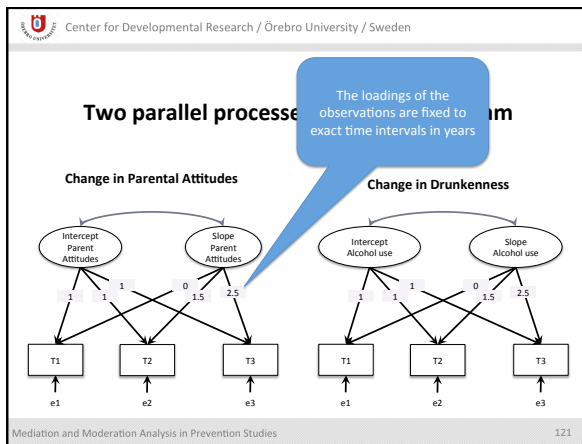 ÖREBRO UNIVERSITET
Center for Developmental Research / Örebro University / Sweden
Two parallel processe am
The loadings of the
observations are fixed to
exact time intervals in years
Change in Parental Attitudes
Change in Drunkenness
Intercept
Parent
Attitudes
Slope
Parent
Attitudes
Intercept
Alcohol use
Slope
Alcohol use
1 1 1 0 1.5 2.5
1 1 1 0 1.5 2.5
T1 T2 T3
T1 T2 T3
e1 e2 e3
e1 e2 e3
Mediation and Moderation Analysis in Prevention Studies
121